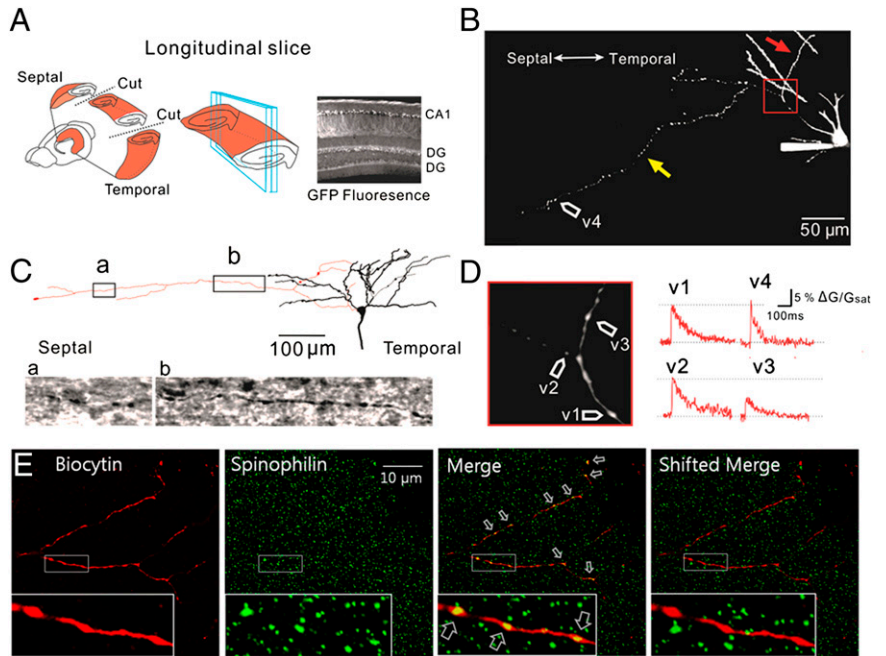 A
Longitudinal slice
Septal
Cut
Cut
Temporal
CA1
DG
DG
GFP Fluoresence
B
Septal
Temporal
v4
50 µm
C
a
b
100 µm
Septal
Temporal
a
b
D
v3
v2
v1
v1
v4
5 % ΔG/Gsat
100ms
v2
v3
E
Biocytin
Spinophilin
10 µm
Merge
Shifted Merge